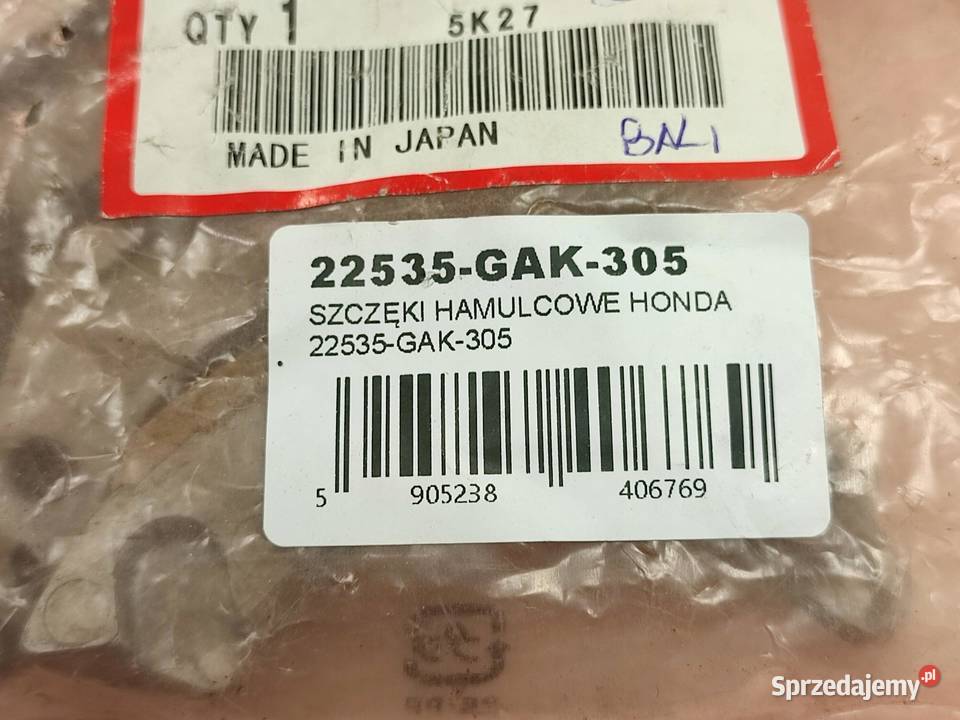 QTY 1 5K27
MADE IN JAPAN BALI
22535-GAK-305
SZCZĘKI HAMULCOWE HONDA
22535-GAK-305
5 905238 406769
Sprzedajemy.pl